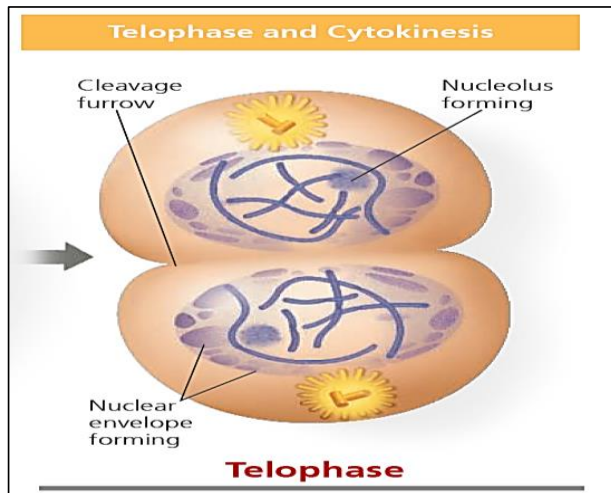 Telophase and Cytokinesis
Cleavage
furrow
Nucleolus
forming
Nuclear
envelope
forming
Telophase